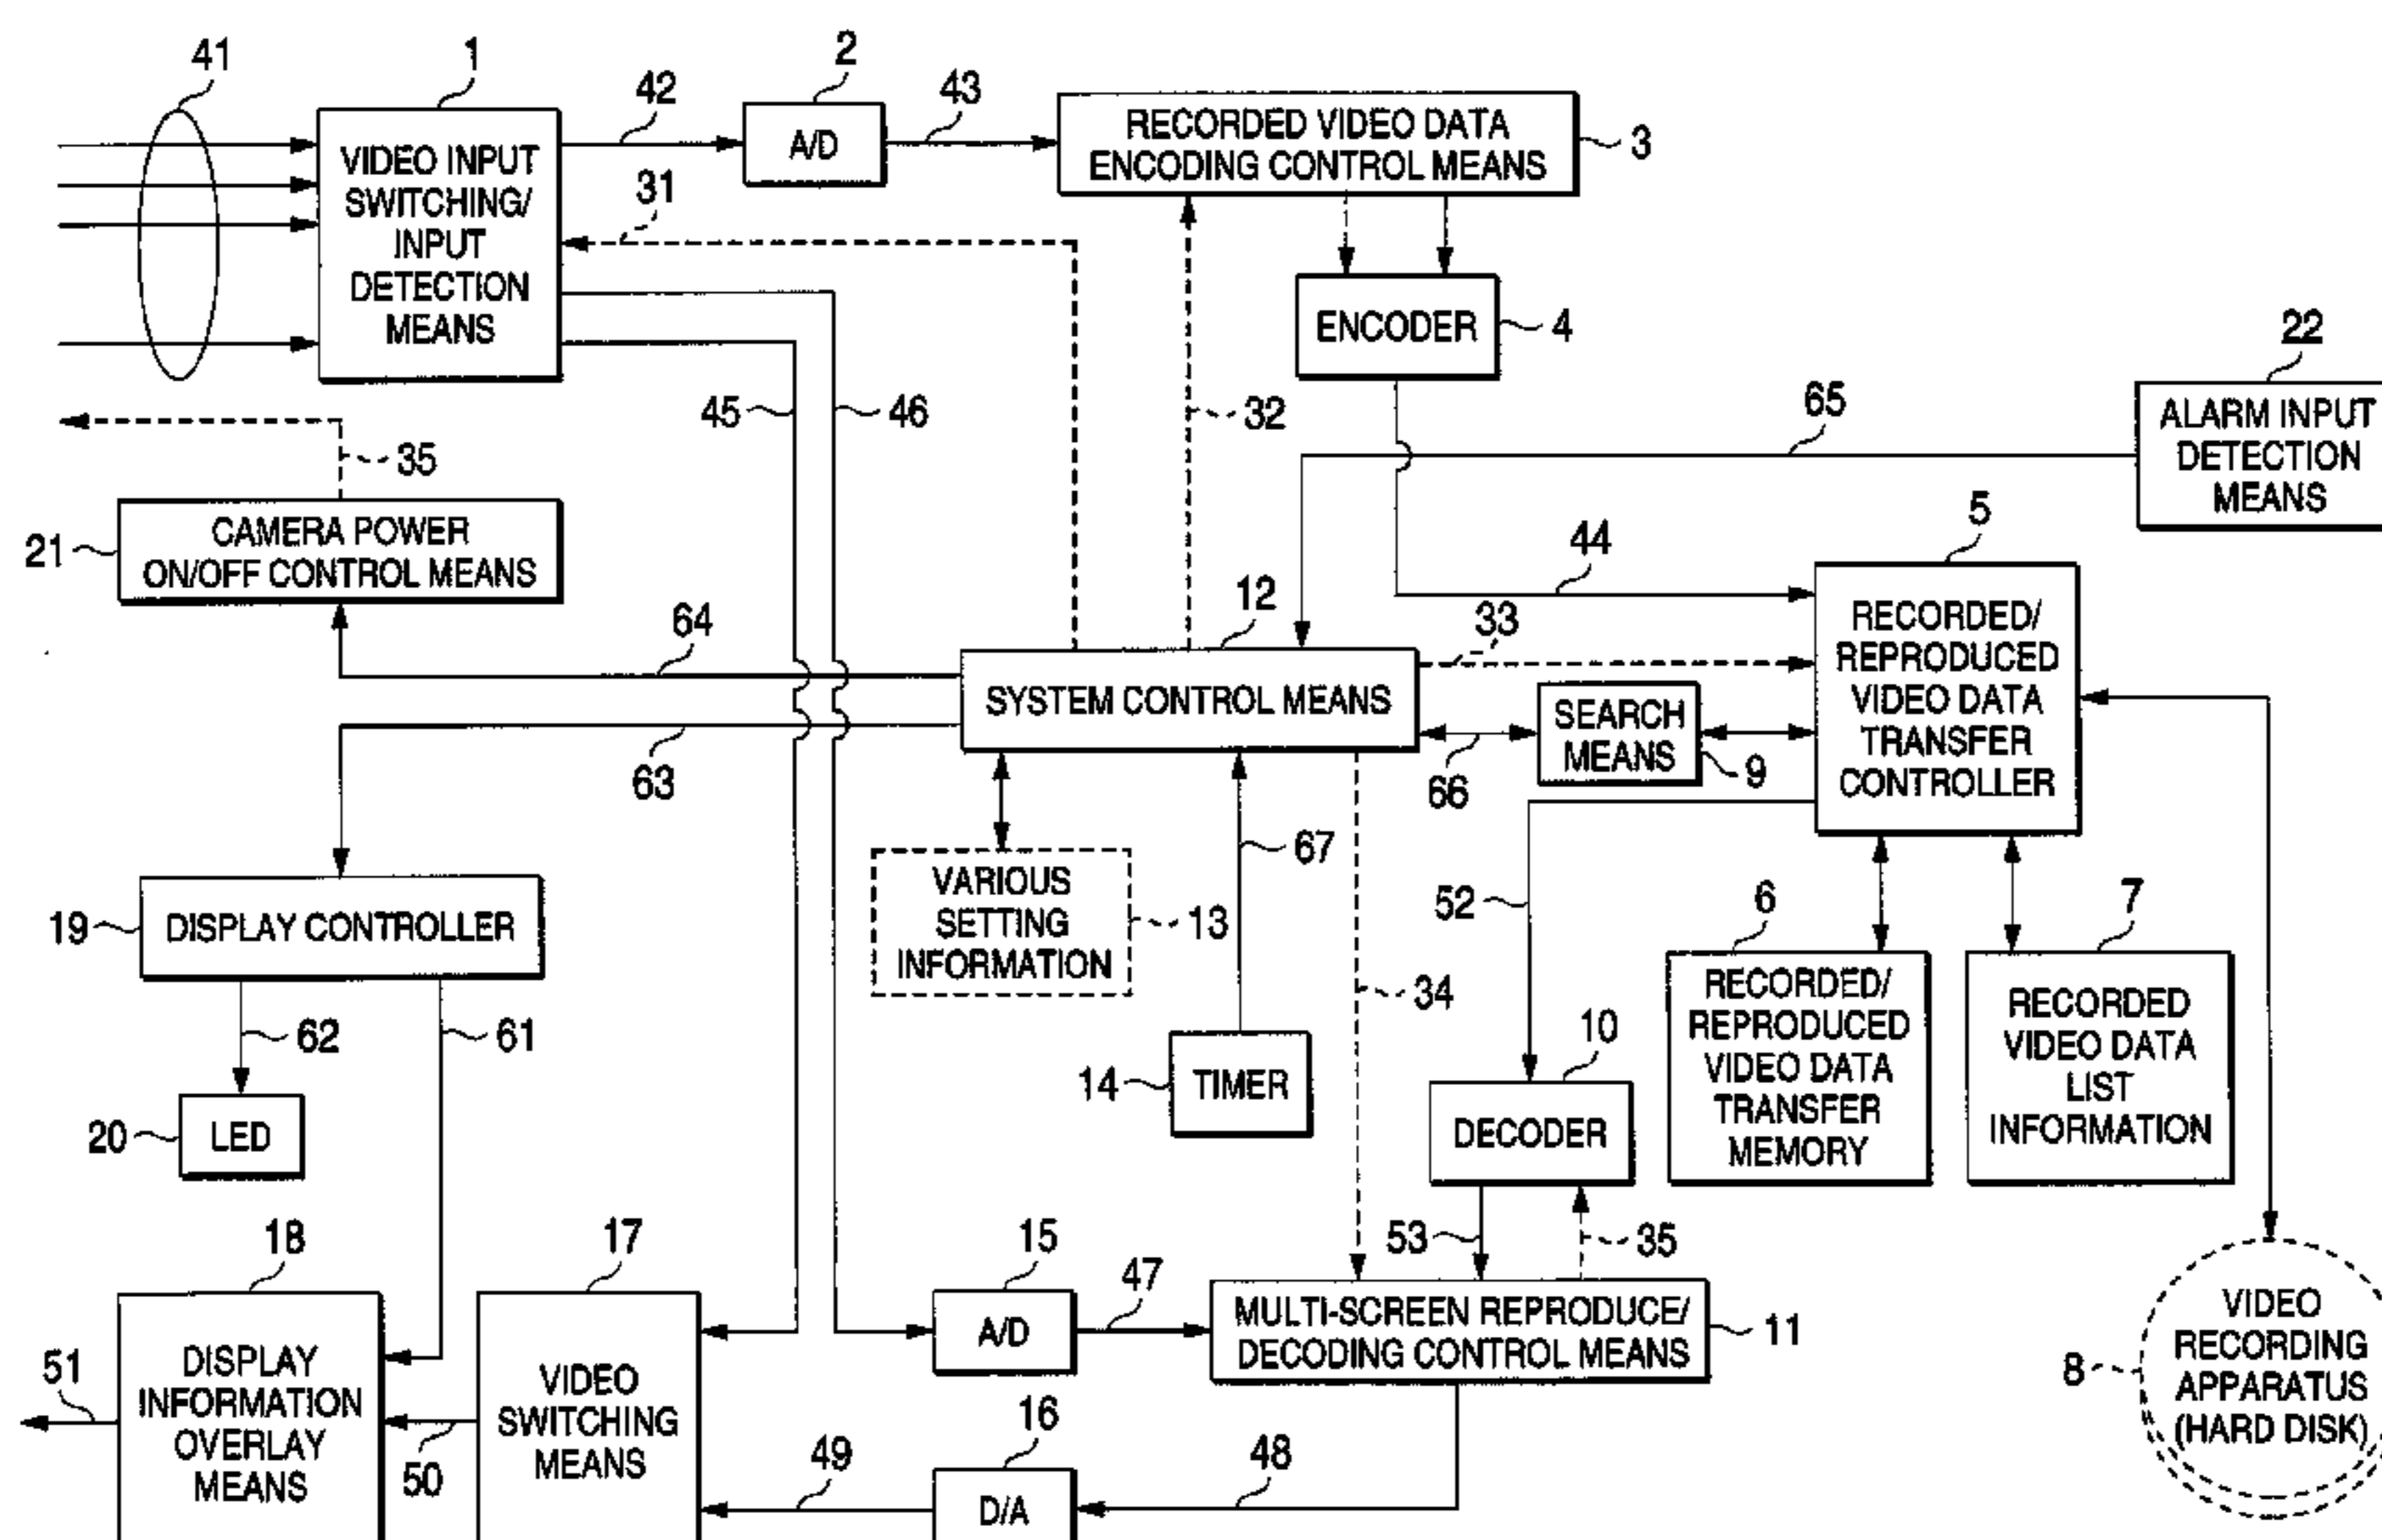 41
1
2
42
43
A/D
VIDEO INPUT
SWITCHING/
INPUT
DETECTION
MEANS
RECORDED VIDEO DATA
ENCODING CONTROL MEANS
3
31
ENCODER
4
22
ALARM INPUT
DETECTION
MEANS
45
46
32
65
35
21
CAMERA POWER
ON/OFF CONTROL MEANS
44
5
RECORDED/
REPRODUCED
VIDEO DATA
TRANSFER
CONTROLLER
64
12
33
SYSTEM CONTROL MEANS
SEARCH
MEANS
9
63
66
67
VARIOUS
SETTING
INFORMATION
13
52
6
7
19
DISPLAY CONTROLLER
34
RECORDED/
REPRODUCED
VIDEO DATA
TRANSFER
MEMORY
RECORDED
VIDEO DATA
LIST
INFORMATION
62
61
10
14
TIMER
DECODER
20
LED
18
17
15
53
35
47
A/D
MULTI-SCREEN REPRODUCE/
DECODING CONTROL MEANS
11
VIDEO
RECORDING
APPARATUS
(HARD DISK)
8
51
DISPLAY
INFORMATION
OVERLAY
MEANS
50
VIDEO
SWITCHING
MEANS
49
16
48
D/A